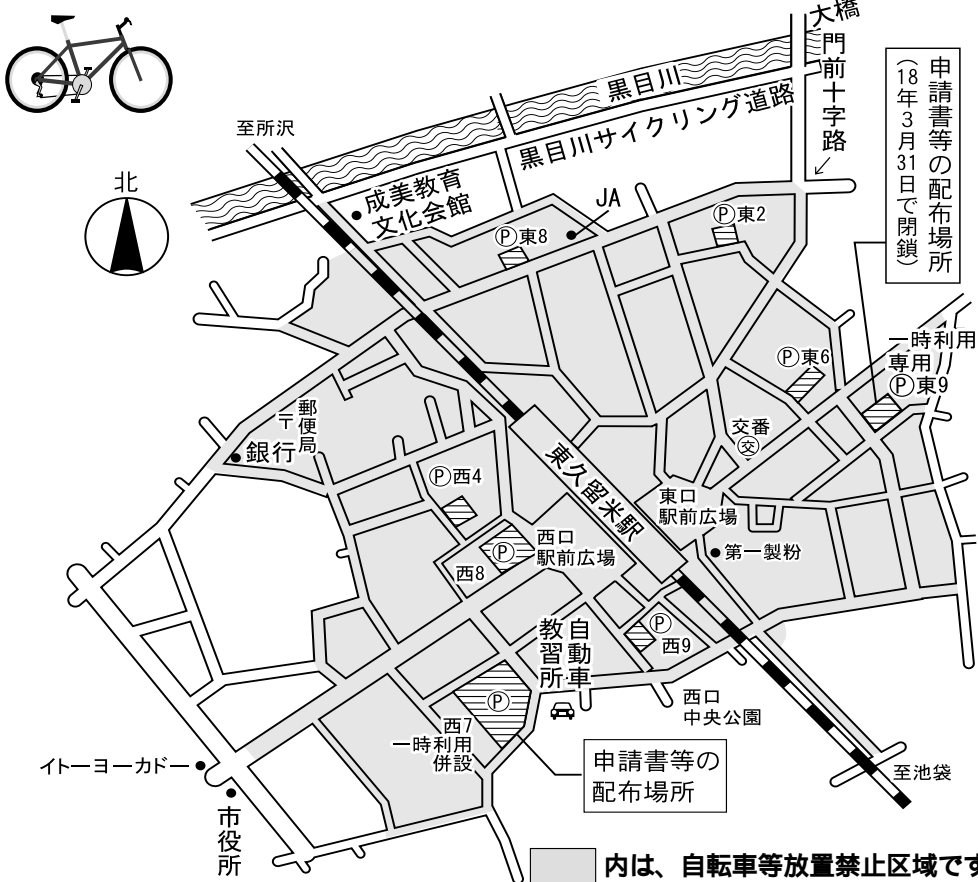 大橋
門前十字路
黒目川
黒目川サイクリング道路
至所沢
北
成美教育
文化会館
JA
Ⓟ東8
Ⓟ東2
申請書等の配布場所
（18年3月31日で閉鎖）
一時利用
専用
Ⓟ東9
Ⓟ東6
交番
㊋交
郵便局
〒
銀行
Ⓟ西4
東久留米駅
東口
駅前広場
西口
駅前広場
Ⓟ
西8
第一製粉
Ⓟ
西9
自動車
教習所
西口
中央公園
Ⓟ
西7
一時利用
併設
申請書等の
配布場所
イトーヨーカドー
市役所
至池袋
内は、自転車等放置禁止区域です